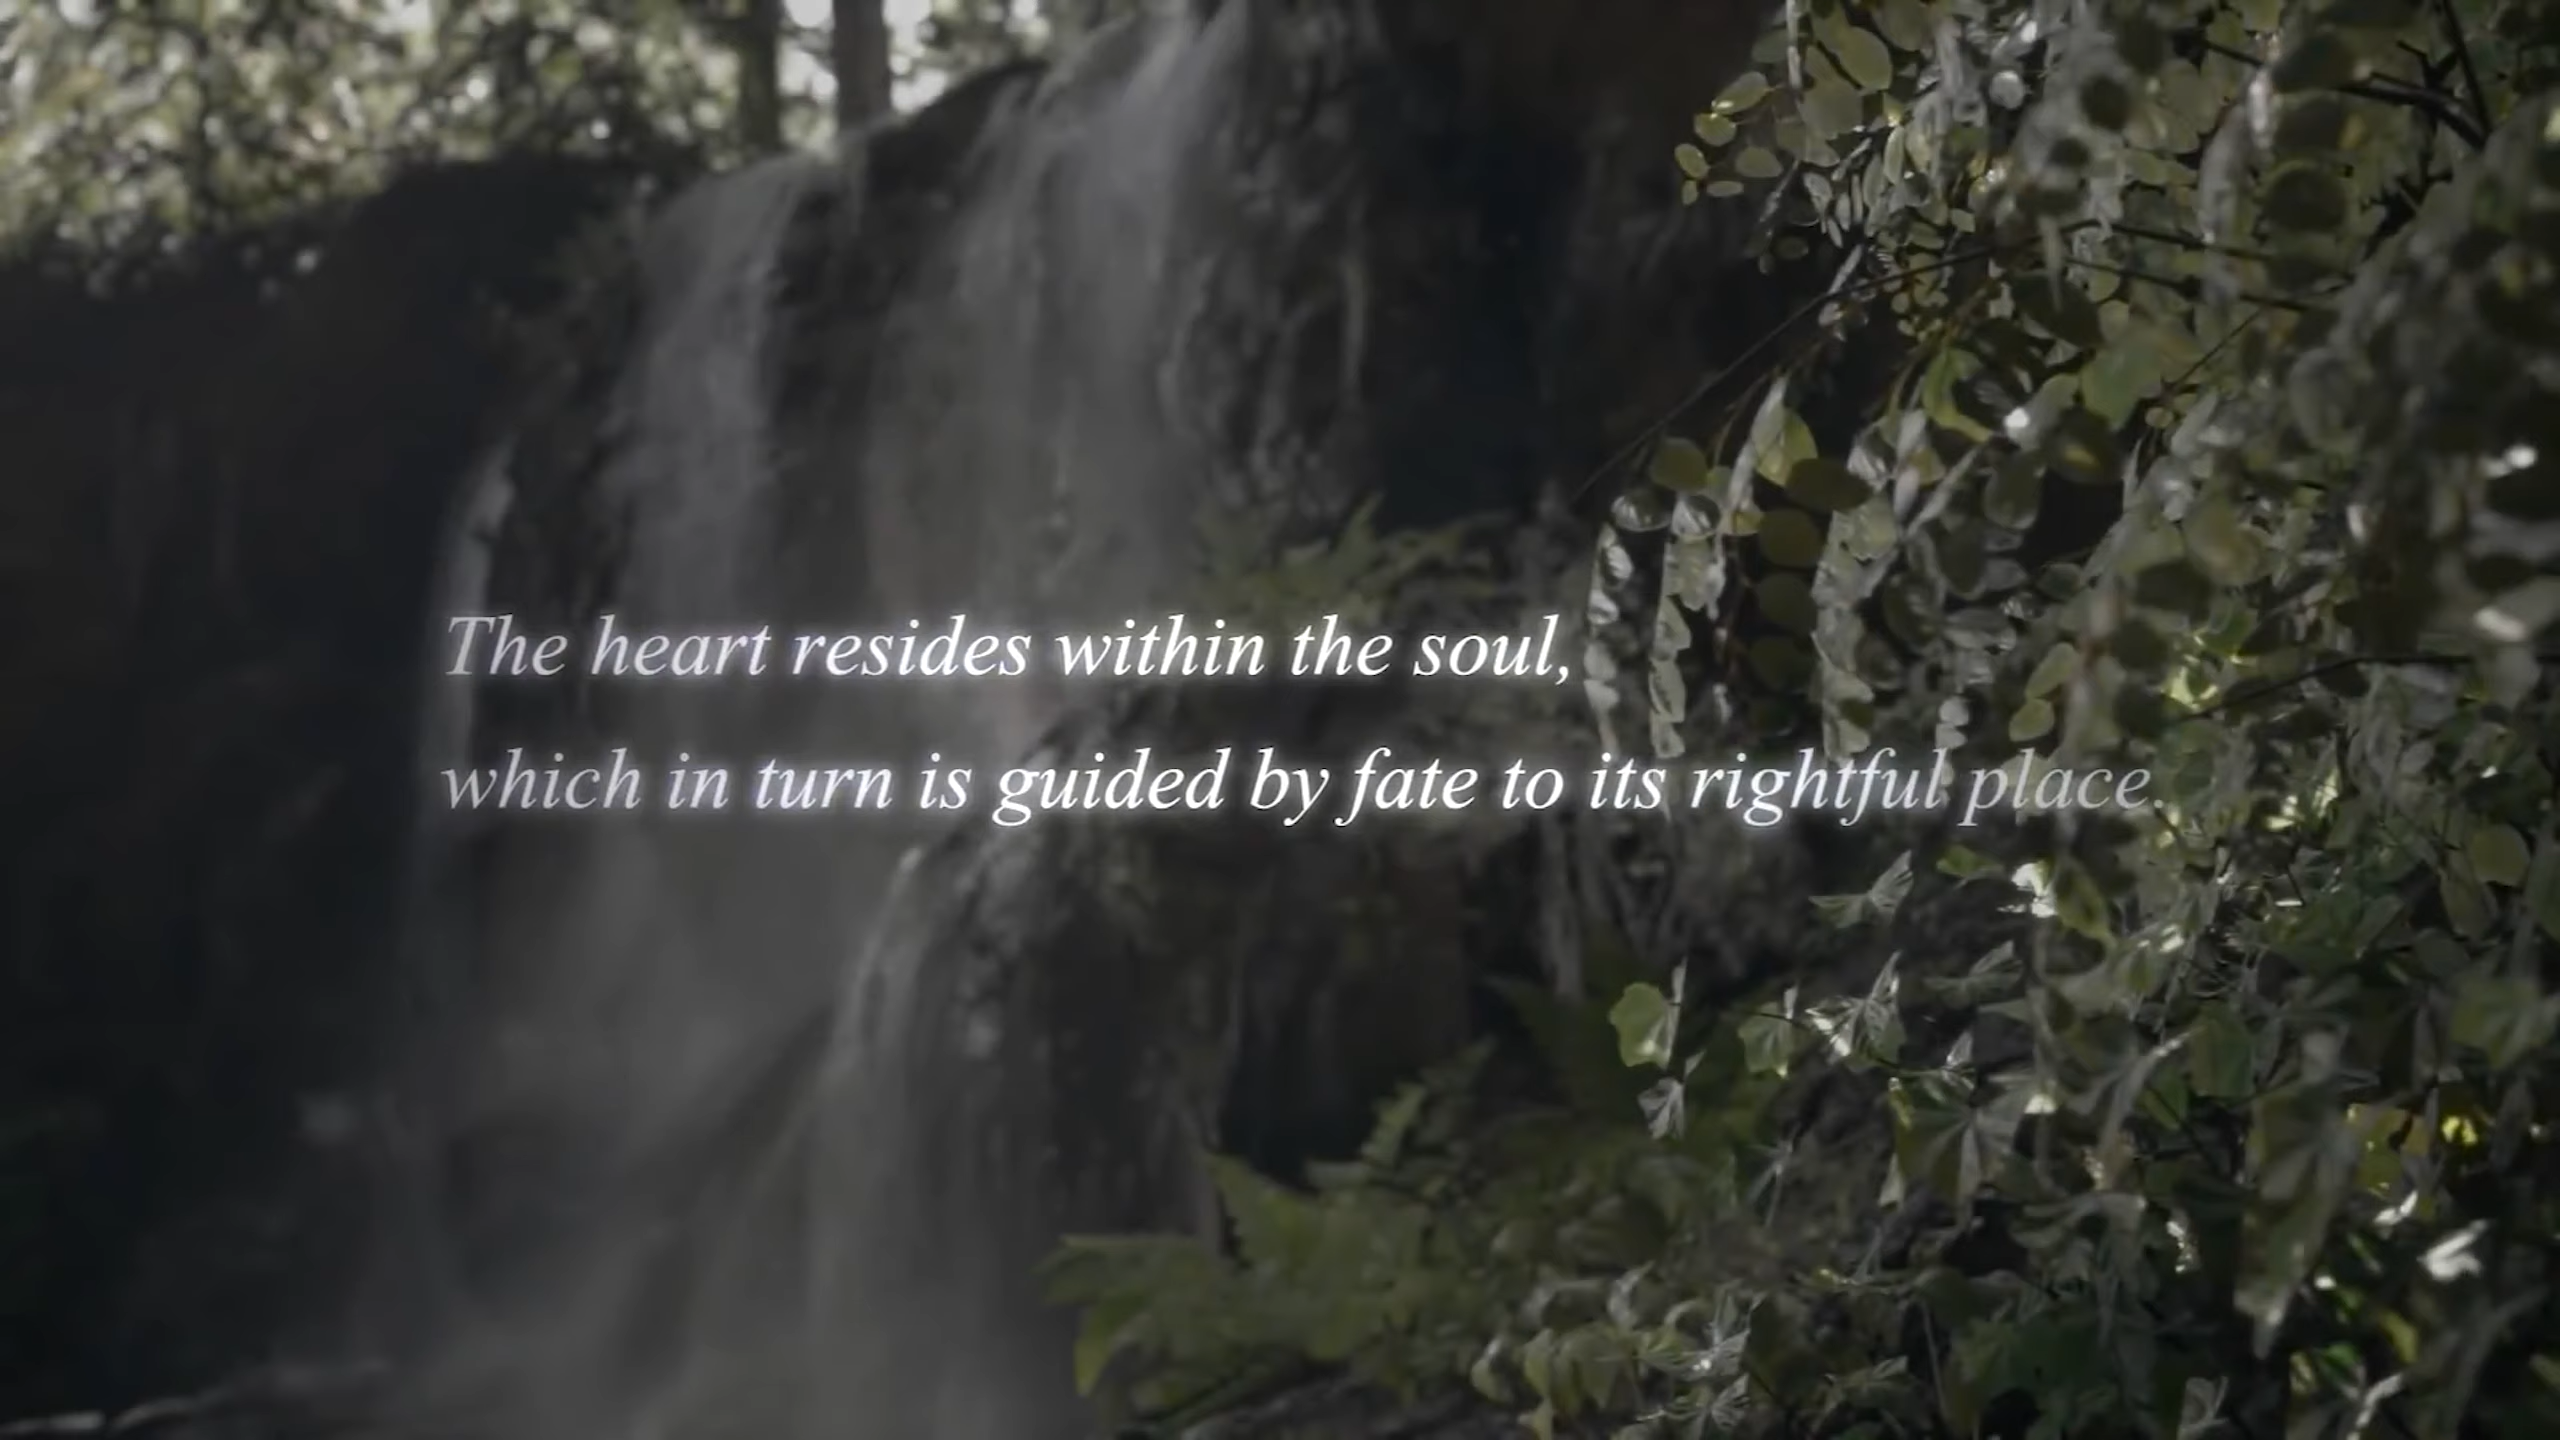 The heart resides within the soul,
which in turn is guided by fate to its rightful place.